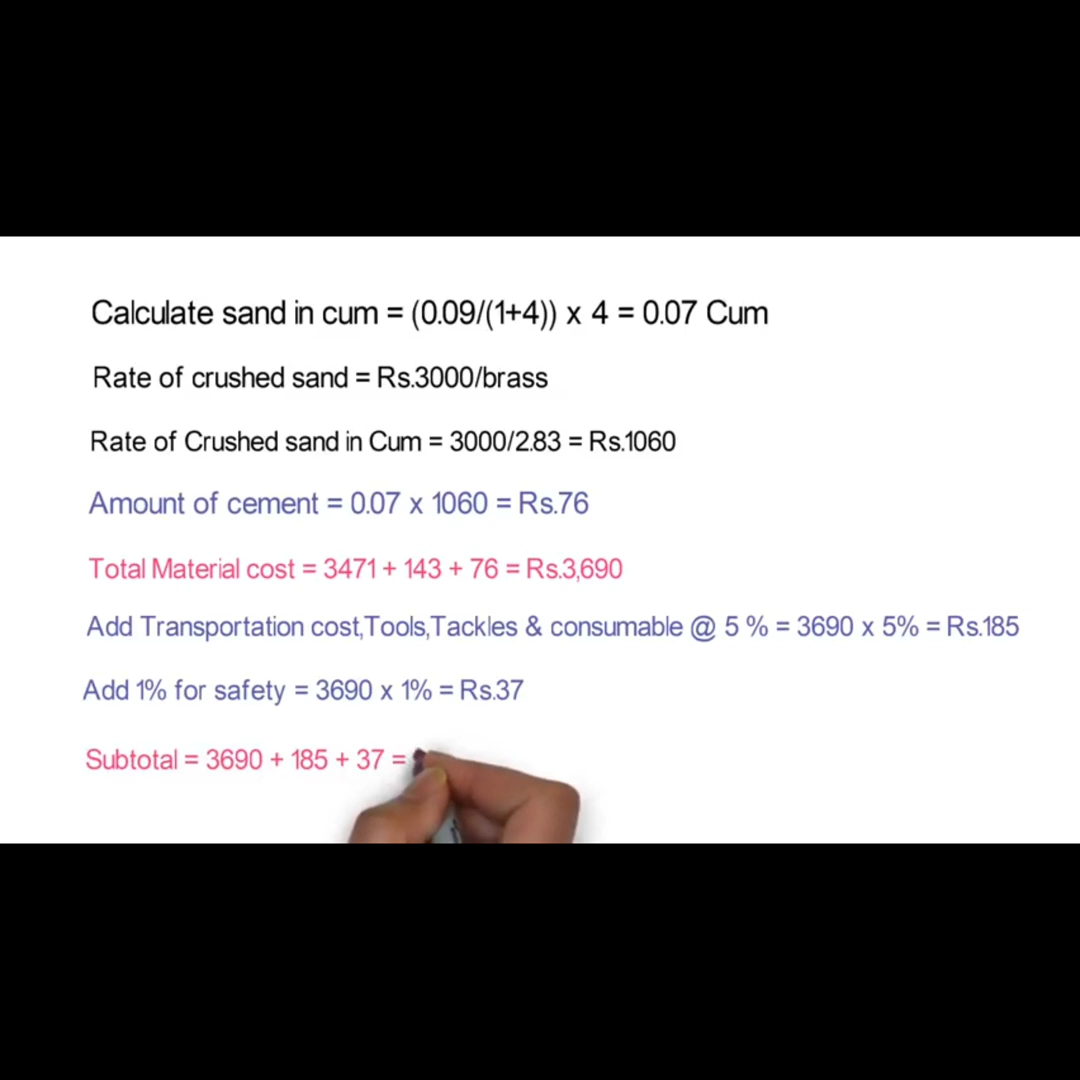 Calculate sand in cum = (0.09/(1+4)) x 4 = 0.07 Cum
Rate of crushed sand = Rs.3000/brass
Rate of Crushed sand in Cum = 3000/2.83 = Rs.1060
Amount of cement = 0.07 x 1060 = Rs.76
Total Material cost = 3471 + 143 + 76 = Rs.3,690
Add Transportation cost,Tools,Tackles & consumable @ 5 % = 3690 x 5% = Rs.185
Add 1% for safety = 3690 x 1% = Rs.37
Subtotal = 3690 + 185 + 37 =